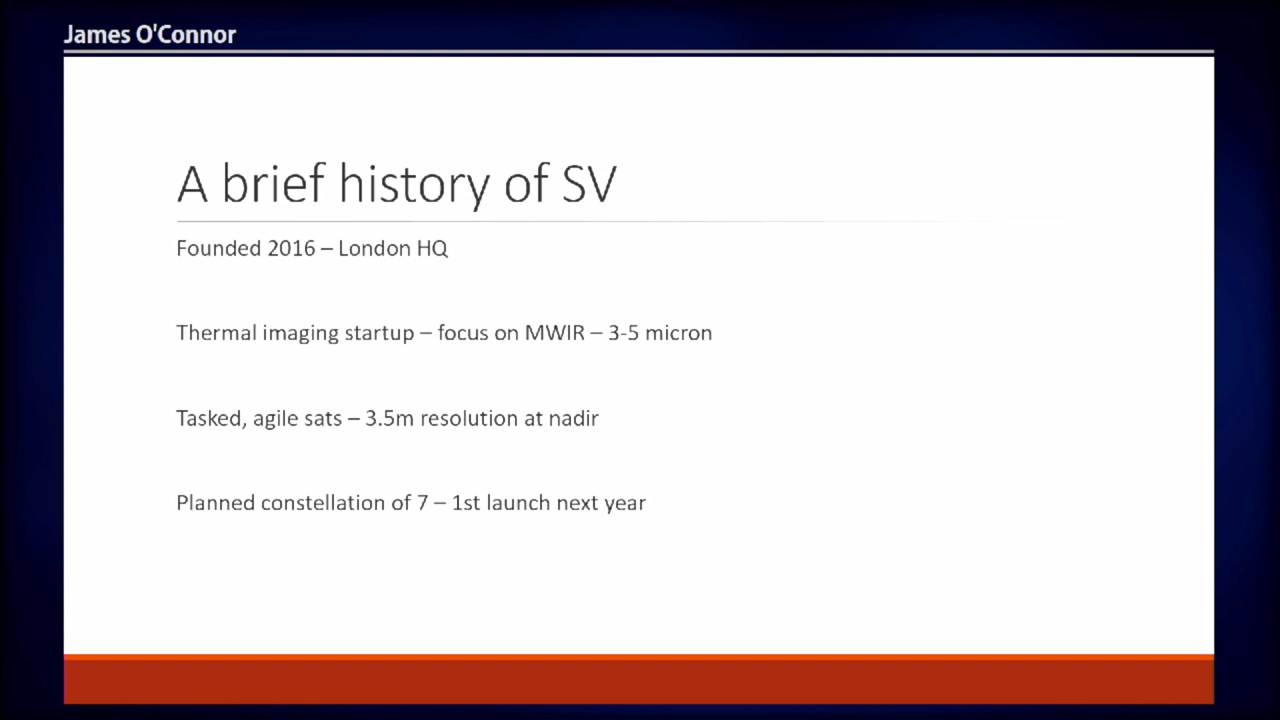 James O'Connor
A brief history of SV
Founded 2016 – London HQ
Thermal imaging startup – focus on MWIR – 3-5 micron
Tasked, agile sats – 3.5m resolution at nadir
Planned constellation of 7 – 1st launch next year